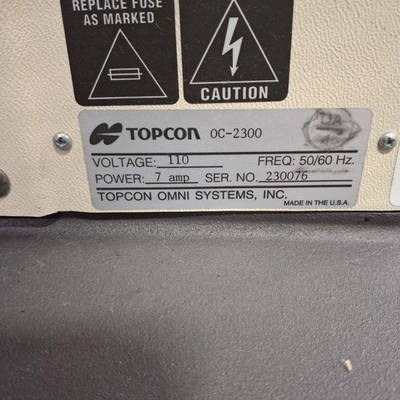 REPLACE FUSE
AS MARKED
CAUTION
TOPCON OC-2300
VOLTAGE: 110 FREQ: 50/60 Hz.
POWER: 7 amp SER. NO. 230076
TOPCON OMNI SYSTEMS, INC.
MADE IN THE U.S.A.